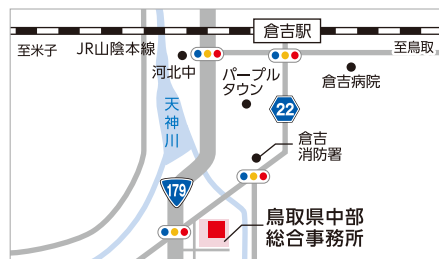 倉吉駅
至米子
JR山陰本線
至鳥取
河北中
パープル
タウン
倉吉病院
天神川
22
倉吉
消防署
179
鳥取県中部
総合事務所